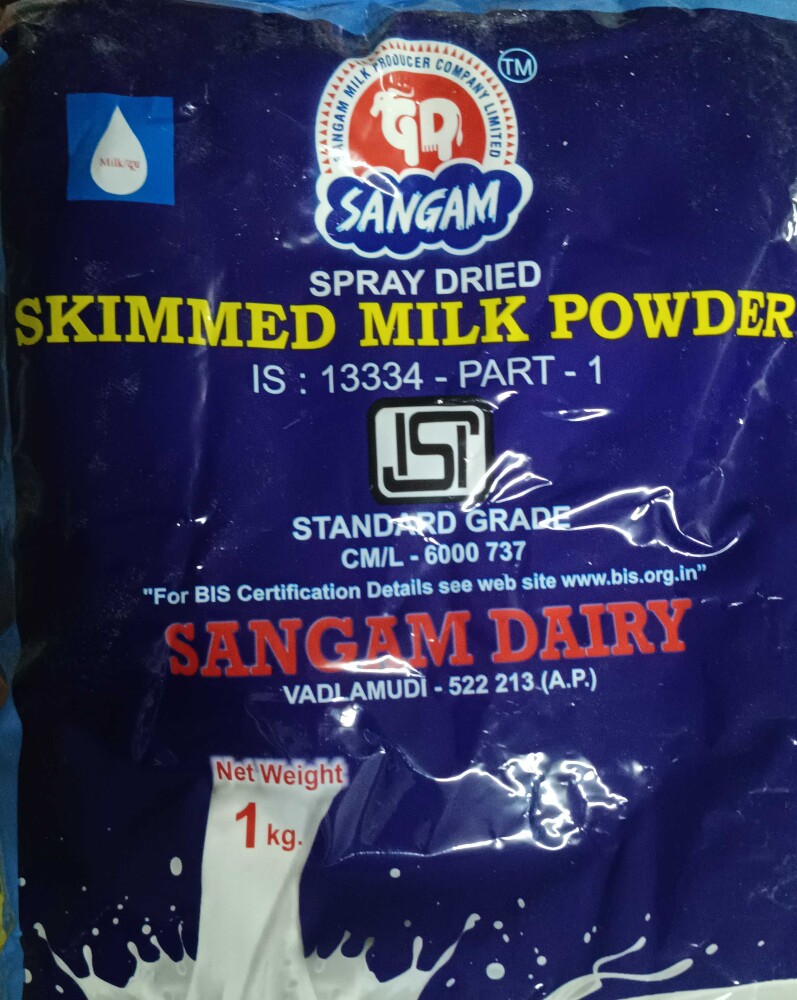 SANGAM MILK PRODUCER COMPANY LIMITED
TM
GD
SANGAM
SPRAY DRIED
SKIMMED MILK POWDER
IS : 13334 - PART - 1
ISI
STANDARD GRADE
CM/L - 6000 737
"For BIS Certification Details see web site www.bis.org.in”
SANGAM DAIRY
VADLAMUDI - 522 213 (A.P.)
Net Weight
1 kg.